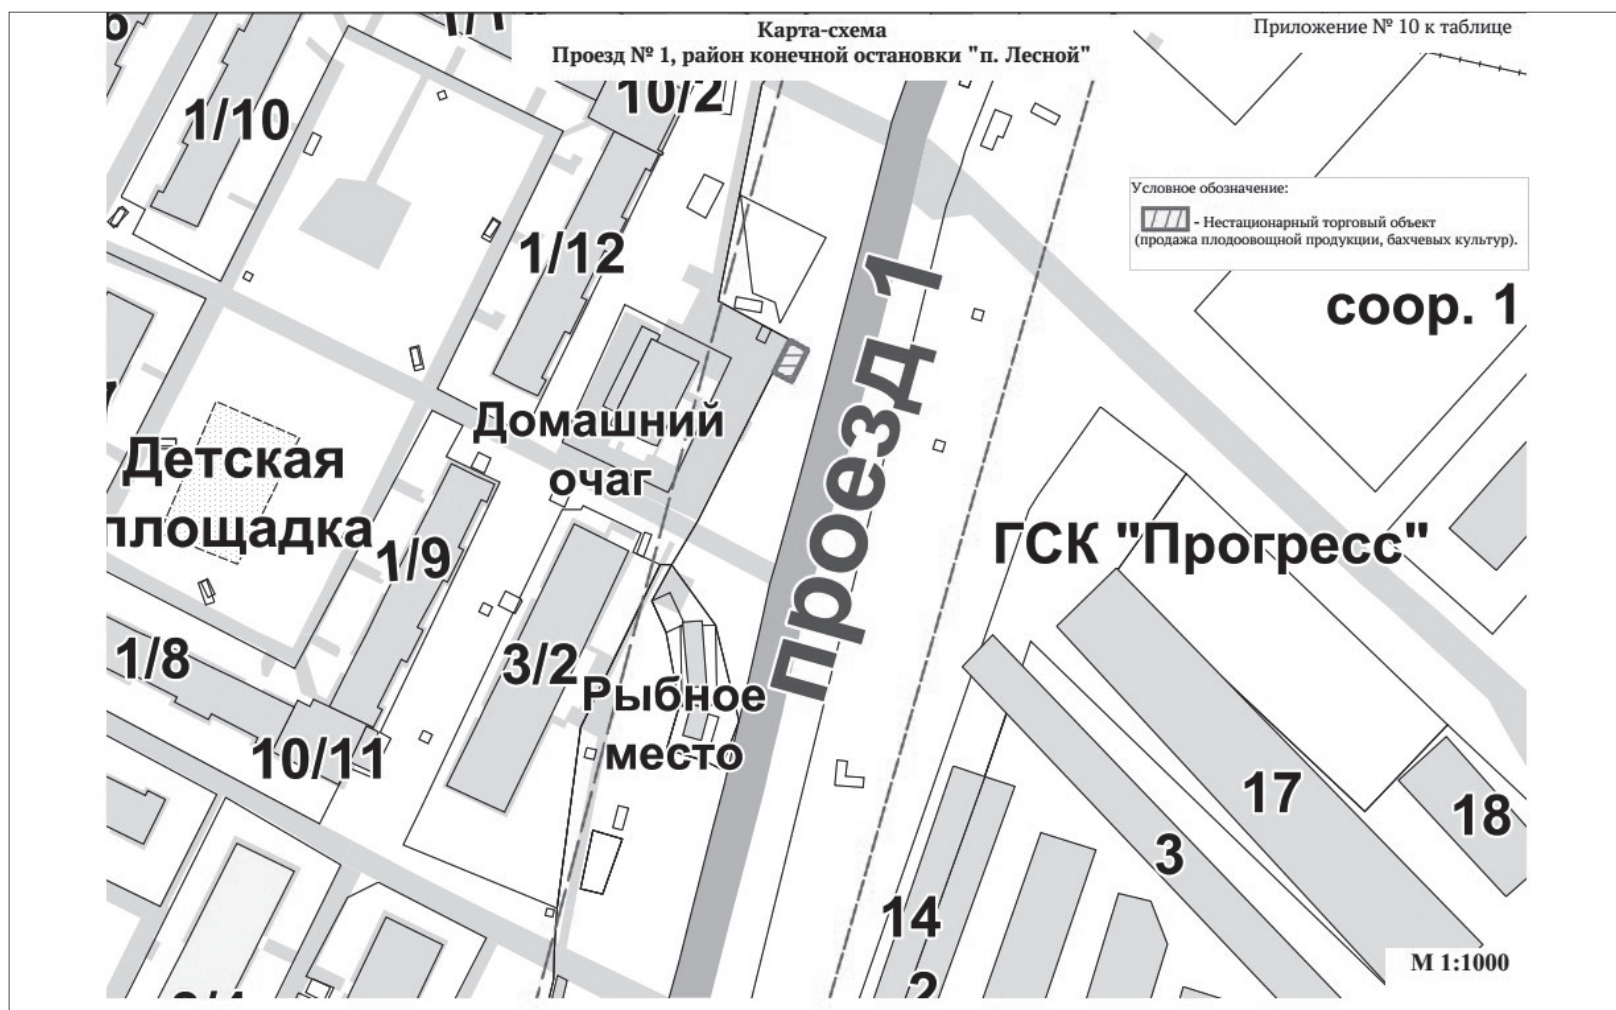 Приложение № 10 к таблице
Карта-схема
Проезд № 1, район конечной остановки "п. Лесной"
Условное обозначение:
- Нестационарный торговый объект
(продажа плодоовощной продукции, бахчевых культур).
10/2
1/10
1/12
соор. 1
Проезд 1
Домашний
очаг
Детская
площадка
1/9
ГСК "Прогресс"
1/8
3/2
Рыбное
место
10/11
17
18
3
14
2
М 1:1000